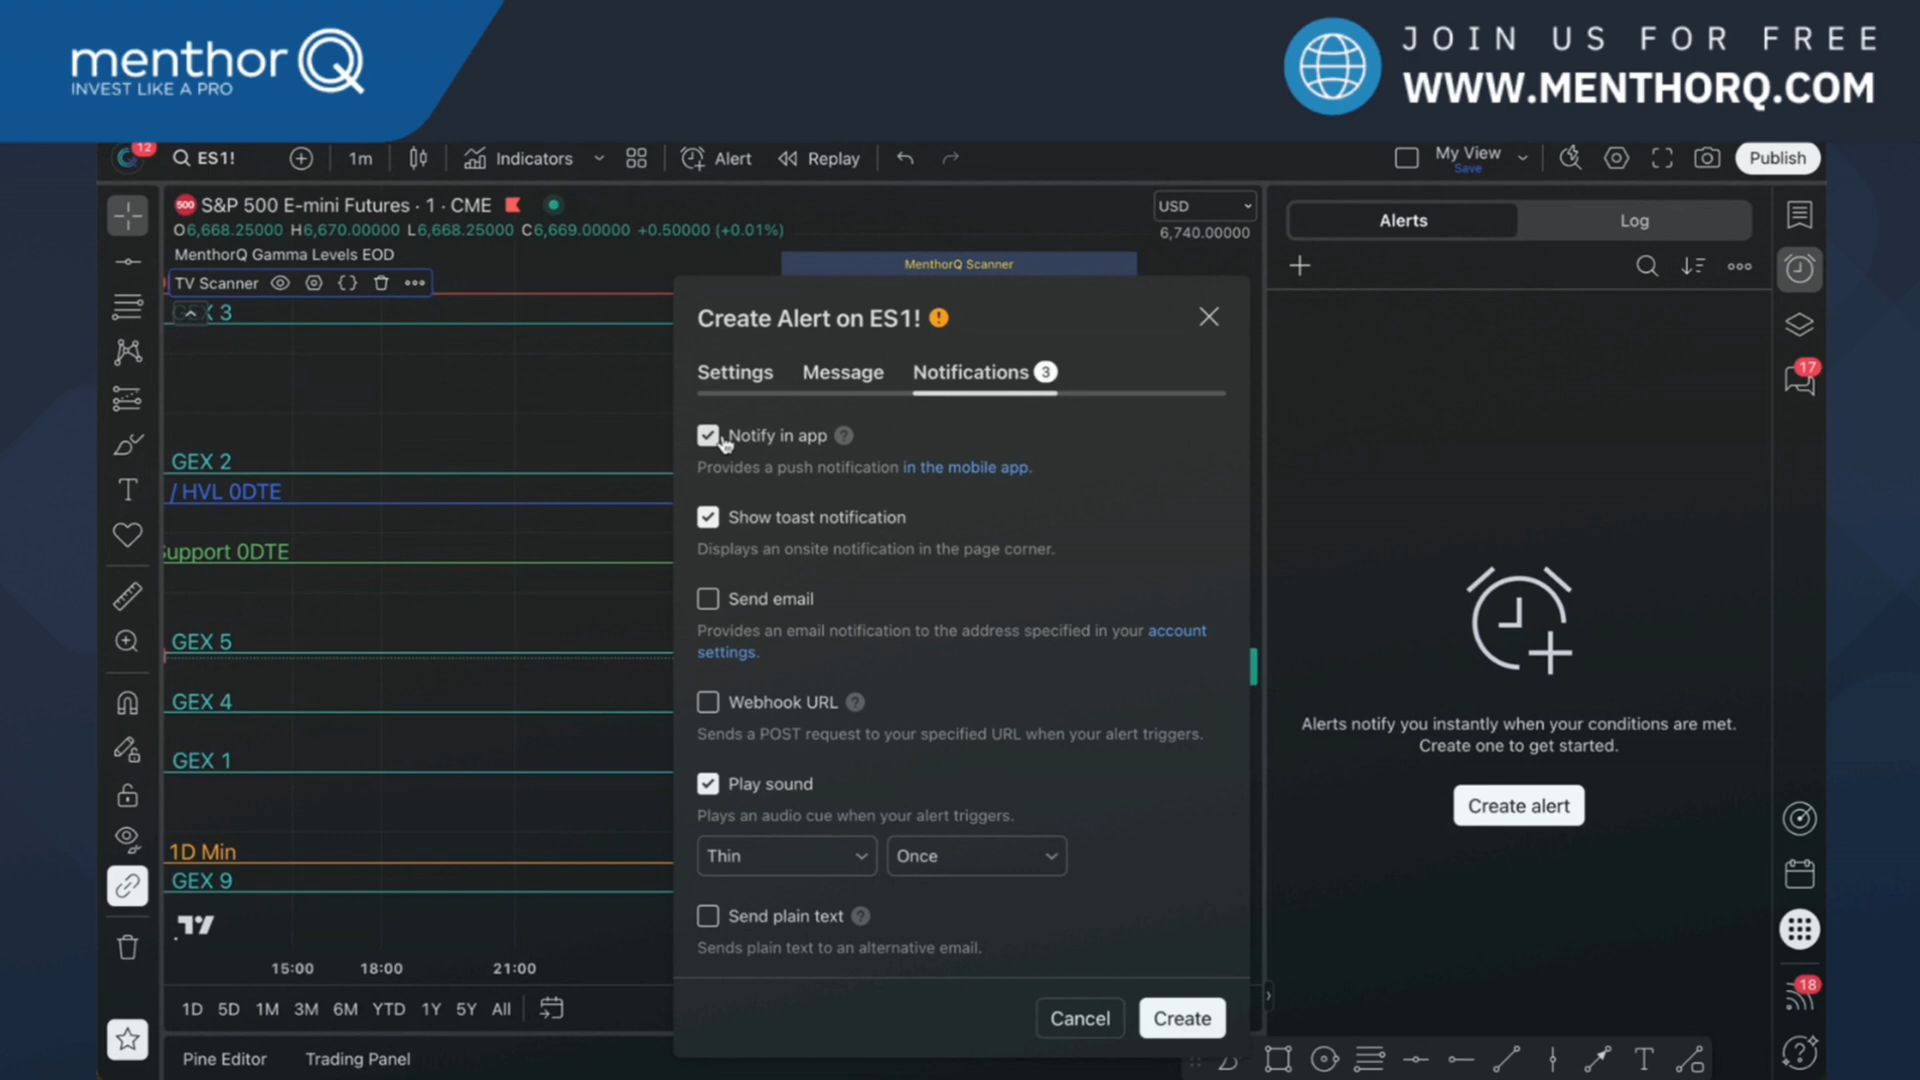 menthor Q
INVEST LIKE A PRO
JOIN US FOR FREE
WWW.MENTHORQ.COM
12
ES1!
1m
Indicators
Alert
Replay
My View
Save
Publish
500
S&P 500 E-mini Futures · 1 · CME
O6,668.25000 H6,670.00000 L6,668.25000 C6,669.00000 +0.50000 (+0.01%)
USD
6,740.00000
MenthorQ Gamma Levels EOD
TV Scanner
MenthorQ Scanner
GEX 3
GEX 2
/ HVL 0DTE
Support 0DTE
GEX 5
GEX 4
GEX 1
1D Min
GEX 9
15:00
18:00
21:00
1D
5D
1M
3M
6M
YTD
1Y
5Y
All
Pine Editor
Trading Panel
Create Alert on ES1!
Settings
Message
Notifications 3
Notify in app
Provides a push notification in the mobile app.
Show toast notification
Displays an onsite notification in the page corner.
Send email
Provides an email notification to the address specified in your account
settings.
Webhook URL
Sends a POST request to your specified URL when your alert triggers.
Play sound
Plays an audio cue when your alert triggers.
Thin
Once
Send plain text
Sends plain text to an alternative email.
Cancel
Create
Alerts
Log
Alerts notify you instantly when your conditions are met.
Create one to get started.
Create alert
17
18